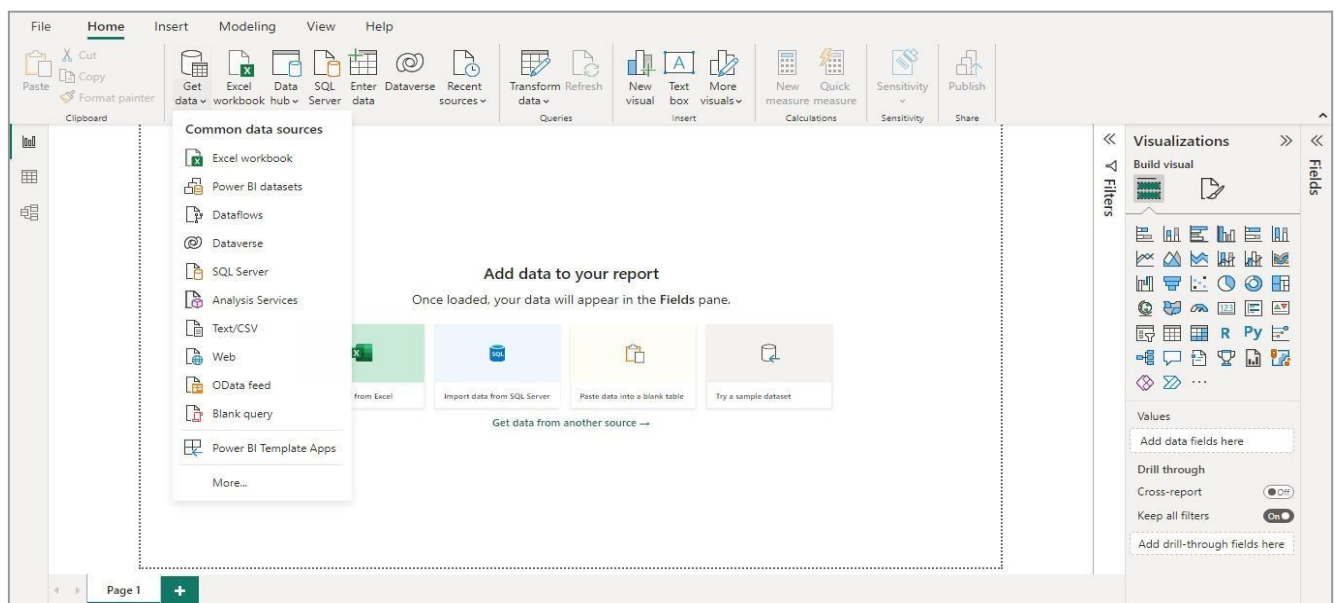 File Home Insert Modeling View Help
Cut
Copy
Format painter
Paste
Clipboard
Get data
Excel workbook
Data hub
SQL Server
Enter data
Dataverse
Recent sources
Transform data
Refresh
Queries
New visual
Text box
More visuals
Insert
New measure
Quick measure
Calculations
Sensitivity
Sensitivity
Publish
Share
Common data sources
Excel workbook
Power BI datasets
Dataflows
Dataverse
SQL Server
Analysis Services
Text/CSV
Web
OData feed
Blank query
Power BI Template Apps
More...
Add data to your report
Once loaded, your data will appear in the Fields pane.
SQL
from Excel
Import data from SQL Server
Paste data into a blank table
Try a sample dataset
Get data from another source →
Filters
Visualizations
Build visual
123
R Py
Values
Add data fields here
Drill through
Cross-report
Off
Keep all filters
On
Add drill-through fields here
Fields
Page 1